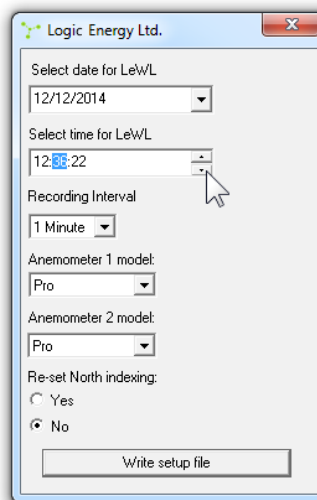 Logic Energy Ltd.
Select date for LeWL
12/12/2014
Select time for LeWL
12:36:22
Recording Interval
1 Minute
Anemometer 1 model:
Pro
Anemometer 2 model:
Pro
Re-set North indexing:
Yes
No
Write setup file